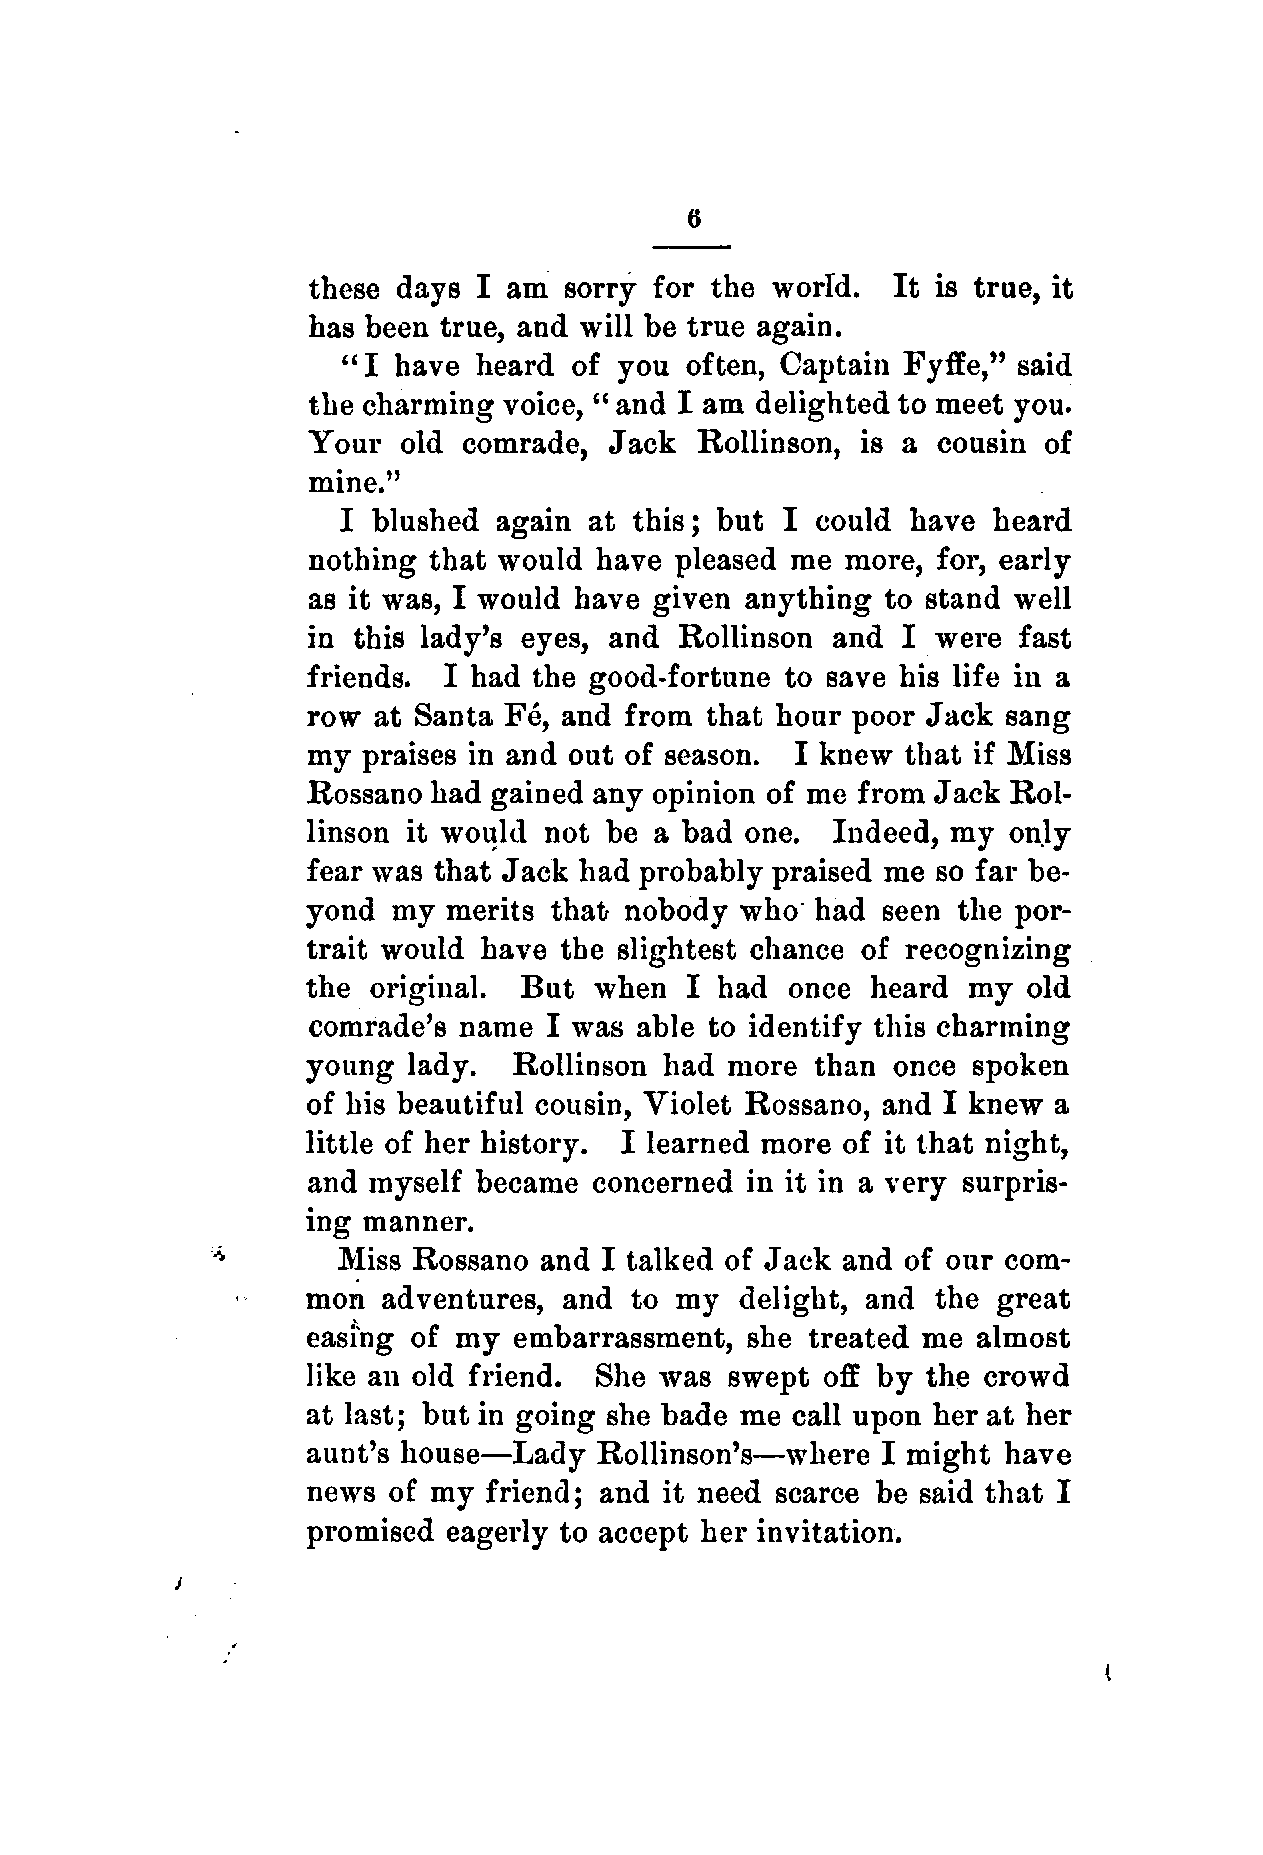 6
these days I am sorry for the world. It is true, it
has been true, and will be true again.
“I have heard of you often, Captain Fyffe,” said
the charming voice, “and I am delighted to meet you.
Your old comrade, Jack Rollinson, is a cousin of
mine.”
I blushed again at this; but I could have heard
nothing that would have pleased me more, for, early
as it was, I would have given anything to stand well
in this lady’s eyes, and Rollinson and I were fast
friends. I had the good-fortune to save his life in a
row at Santa Fé, and from that hour poor Jack sang
my praises in and out of season. I knew that if Miss
Rossano had gained any opinion of me from Jack Rol-
linson it would not be a bad one. Indeed, my only
fear was that Jack had probably praised me so far be-
yond my merits that nobody who had seen the por-
trait would have the slightest chance of recognizing
the original. But when I had once heard my old
comrade’s name I was able to identify this charming
young lady. Rollinson had more than once spoken
of his beautiful cousin, Violet Rossano, and I knew a
little of her history. I learned more of it that night,
and myself became concerned in it in a very surpris-
ing manner.
Miss Rossano and I talked of Jack and of our com-
mon adventures, and to my delight, and the great
easing of my embarrassment, she treated me almost
like an old friend. She was swept off by the crowd
at last; but in going she bade me call upon her at her
aunt’s house—Lady Rollinson’s—where I might have
news of my friend; and it need scarce be said that I
promised eagerly to accept her invitation.